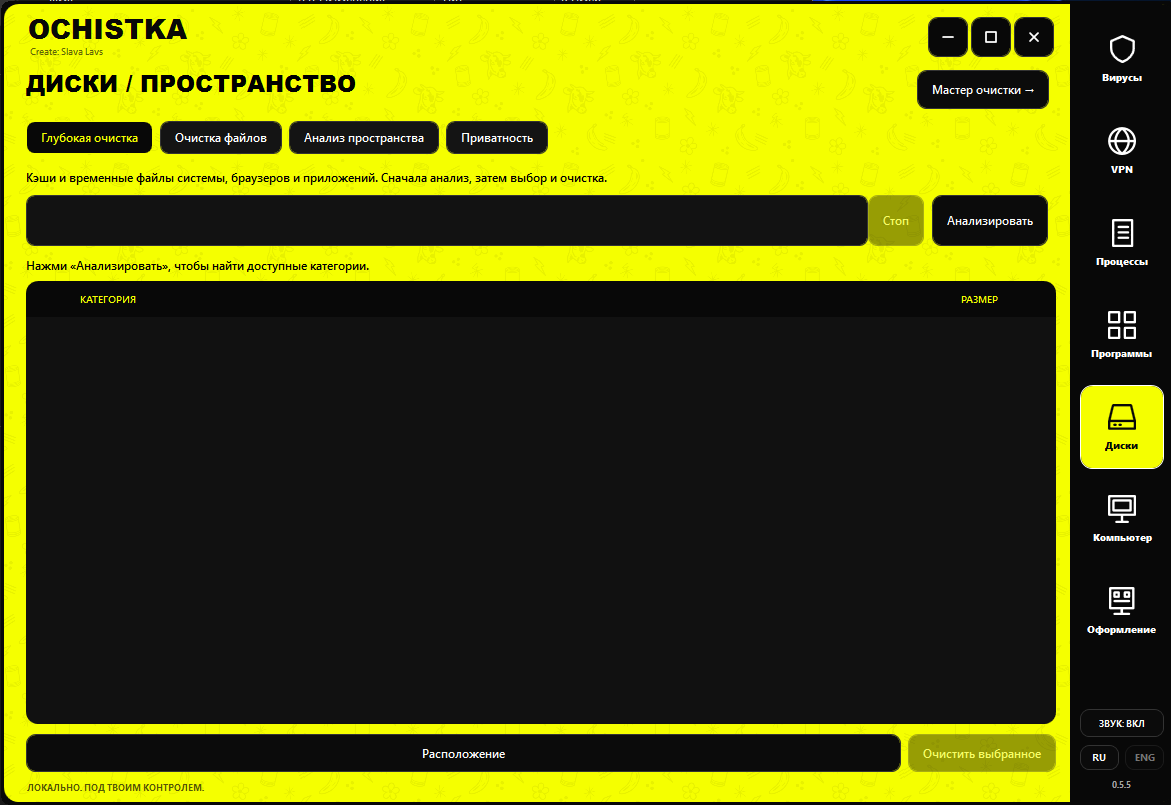 OCHISTKA
Create: Slava Lavs
ДИСКИ / ПРОСТРАНСТВО
Мастер очистки →
Глубокая очистка
Очистка файлов
Анализ пространства
Приватность
Кэши и временные файлы системы, браузеров и приложений. Сначала анализ, затем выбор и очистка.
Стоп
Анализировать
Нажми «Анализировать», чтобы найти доступные категории.
КАТЕГОРИЯ
РАЗМЕР
Расположение
Очистить выбранное
ЛОКАЛЬНО. ПОД ТВОИМ КОНТРОЛЕМ.
Вирусы
VPN
Процессы
Программы
Диски
Компьютер
Оформление
ЗВУК: ВКЛ
RU
ENG
0.5.5